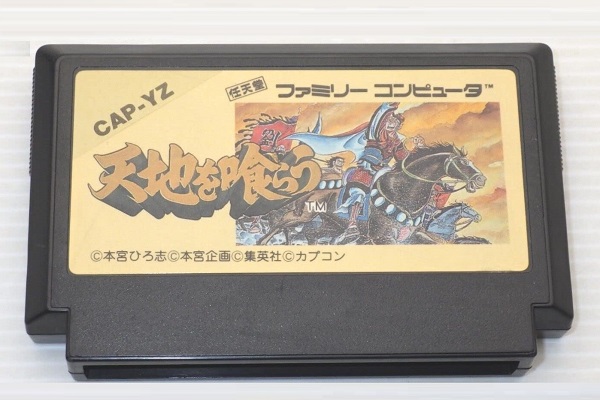 CAP-YZ
任天堂 ファミリー コンピュータ™
天地を喰らう
TM
©本宮ひろ志©本宮企画©集英社©カプコン